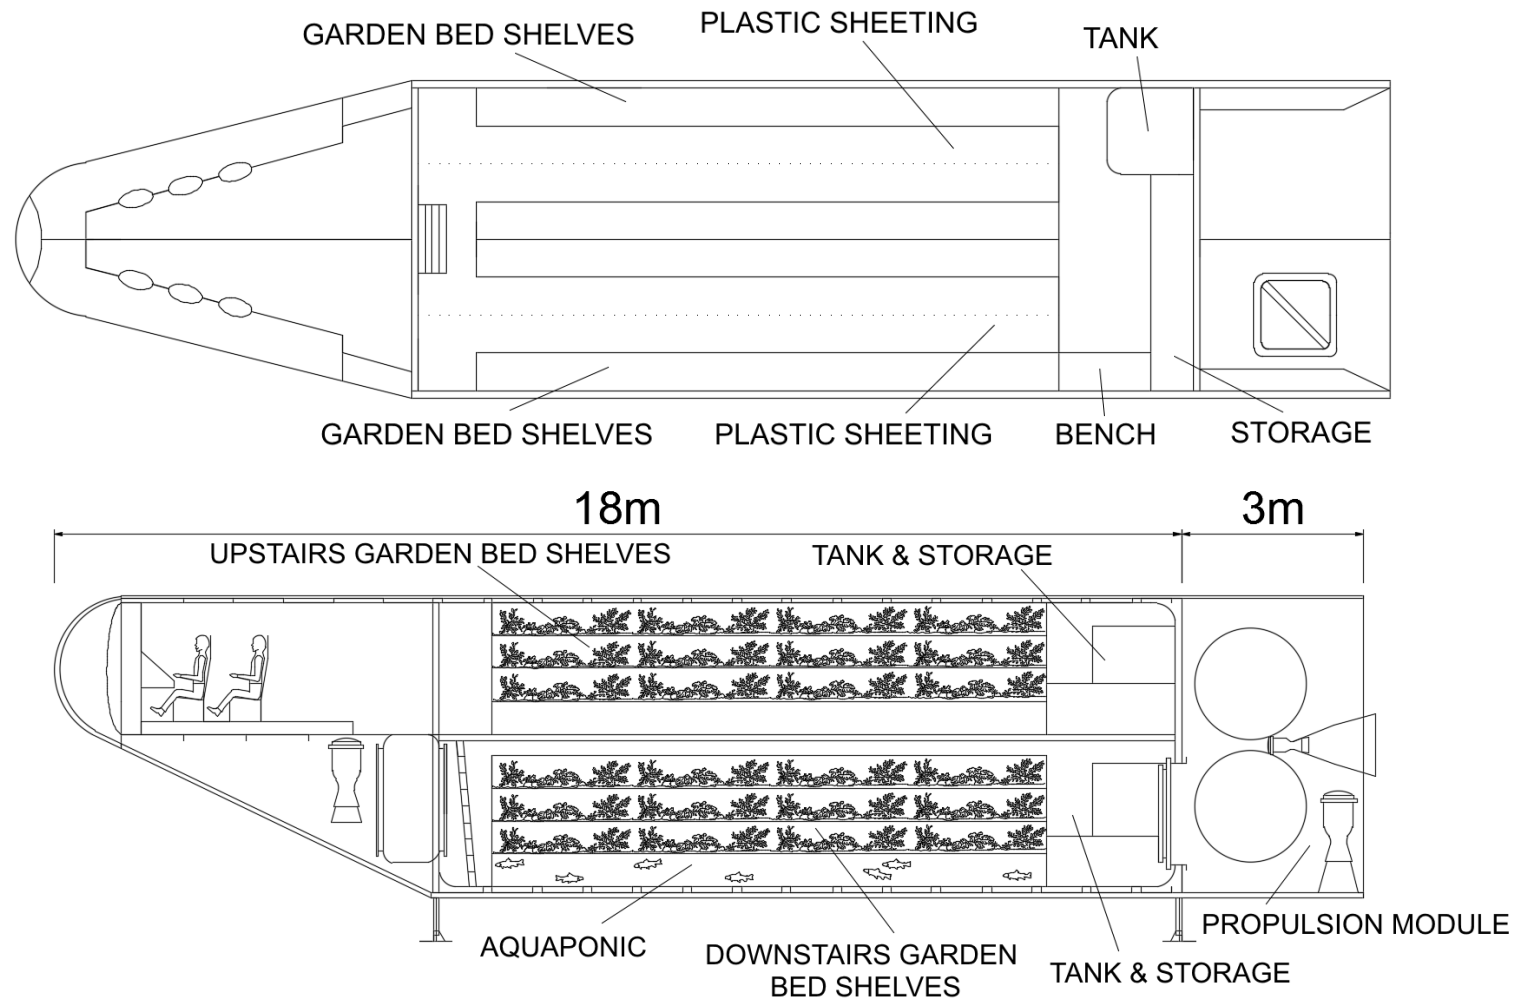 GARDEN BED SHELVES
PLASTIC SHEETING
TANK
GARDEN BED SHELVES
PLASTIC SHEETING
BENCH
STORAGE
18m
3m
UPSTAIRS GARDEN BED SHELVES
TANK & STORAGE
AQUAPONIC
DOWNSTAIRS GARDEN
BED SHELVES
TANK & STORAGE
PROPULSION MODULE